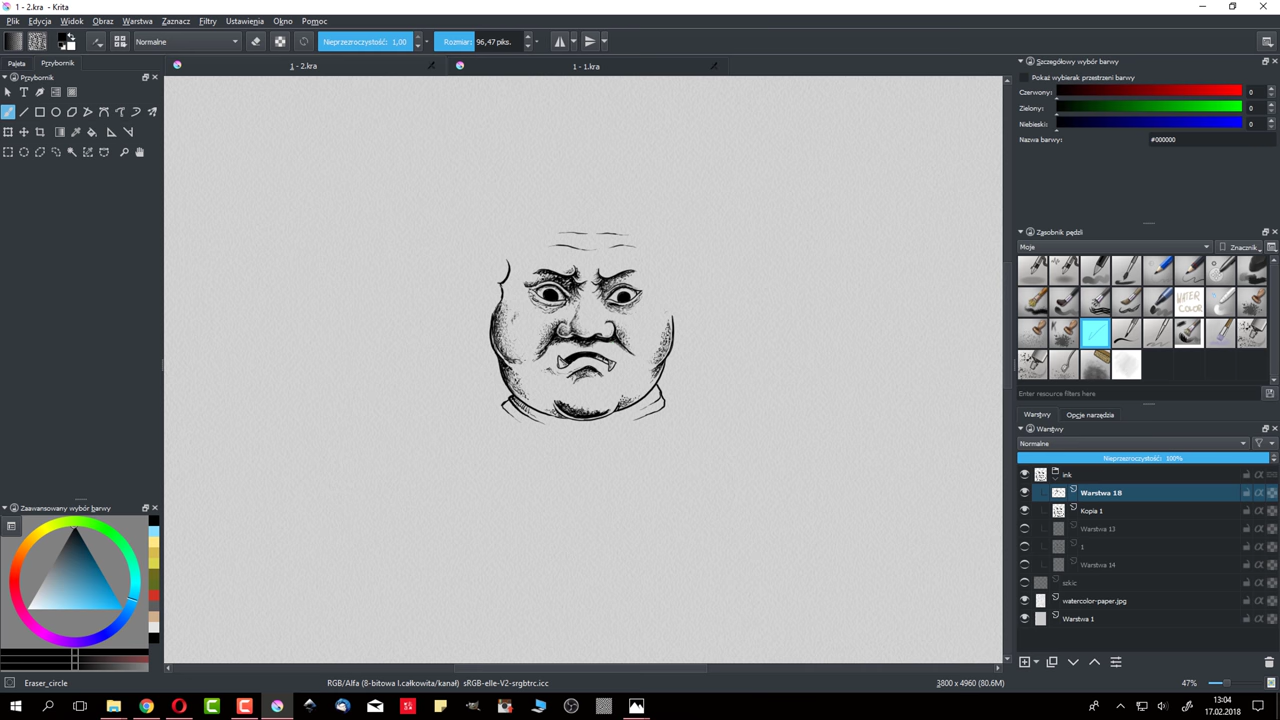 1 - 2.kra - Krita
Plik Edycja Widok Obraz Warstwa Zaznacz Filtry Ustawienia Okno Pomoc
Normalne Nieprzezroczystość: 1,00 Rozmiar: 96,47 piks.
Paleta Przybornik
Przybornik
1 - 2.kra
1 - 1.kra
Szczegółowy wybór barwy
Pokaż wybierak przestrzeni barwy
Czerwony: 0
Zielony: 0
Niebieski: 0
Nazwa barwy: #000000
Zasobnik pędzli
Moje Znacznik
WATER
COLOR
Enter resource filters here
Warstwy Opcje narzędzia
Warstwy
Normalne
Nieprzezroczystość: 100%
ink
Warstwa 18
Kopia 1
Warstwa 13
1
Warstwa 14
szkic
watercolor-paper.jpg
Warstwa 1
Zaawansowany wybór barwy
Eraser_circle
RGB/Alfa (8-bitowa l.całkowita/kanał) sRGB-elle-V2-srgbtrc.icc
3800 x 4960 (80.6M)
47%
13:04
17.02.2018